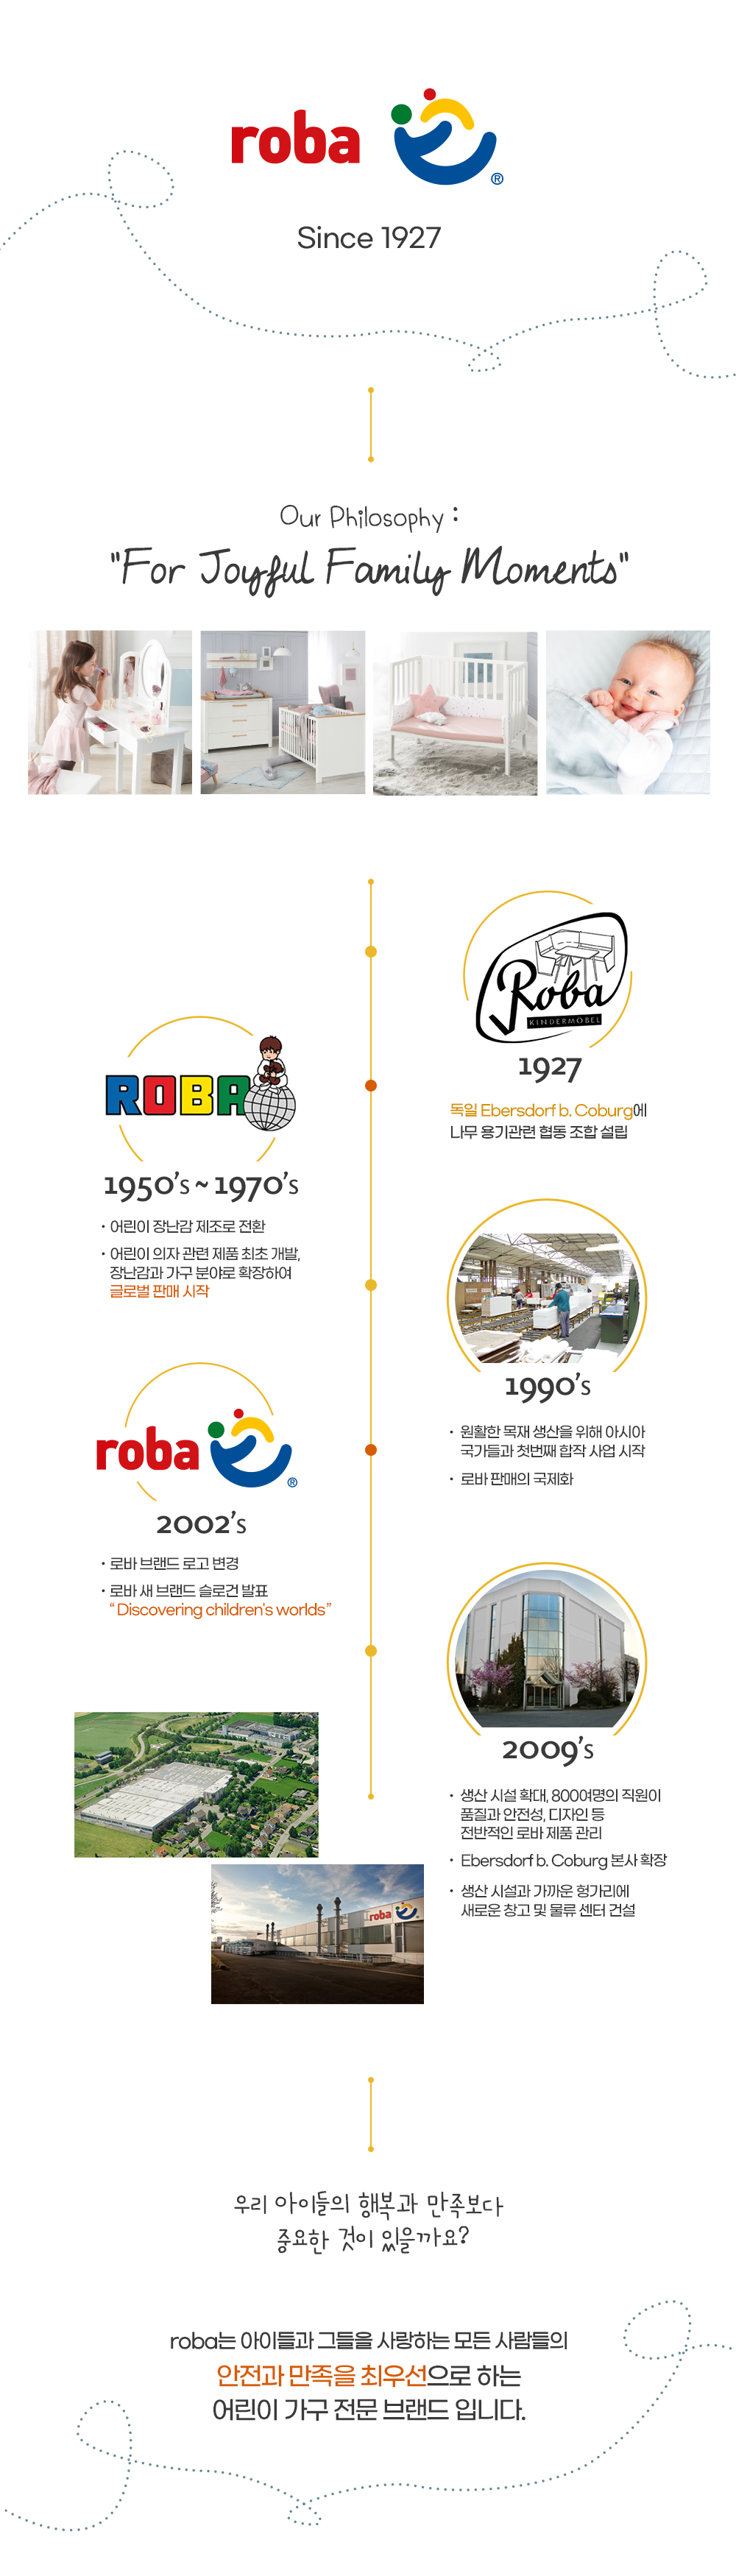 roba
®
Since 1927
Our Philosophy :
"For Joyful Family Moments"
Roba
KINDERMÖBEL
1927
독일 Ebersdorf b. Coburg에
나무 용기관련 협동 조합 설립
ROBA
1950's ~ 1970's
· 어린이 장난감 제조로 전환
· 어린이 의자 관련 제품 최초 개발,
장난감과 가구 분야로 확장하여
글로벌 판매 시작
1990's
· 원활한 목재 생산을 위해 아시아
국가들과 첫번째 합작 사업 시작
· 로바 판매의 국제화
roba
®
2002's
· 로바 브랜드 로고 변경
· 로바 새 브랜드 슬로건 발표
“ Discovering children's worlds ”
2009's
· 생산 시설 확대, 800여명의 직원이
품질과 안전성, 디자인 등
전반적인 로바 제품 관리
· Ebersdorf b. Coburg 본사 확장
· 생산 시설과 가까운 헝가리에
새로운 창고 및 물류 센터 건설
roba
우리 아이들의 행복과 만족보다
중요한 것이 있을까요?
roba는 아이들과 그들을 사랑하는 모든 사람들의
안전과 만족을 최우선으로 하는
어린이 가구 전문 브랜드 입니다.